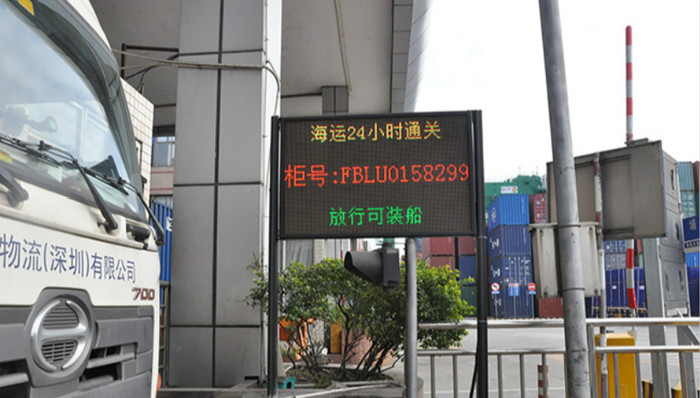 海运24小时通关
柜号:FBLU0158299
放行可装船
物流(深圳)有限公司
700